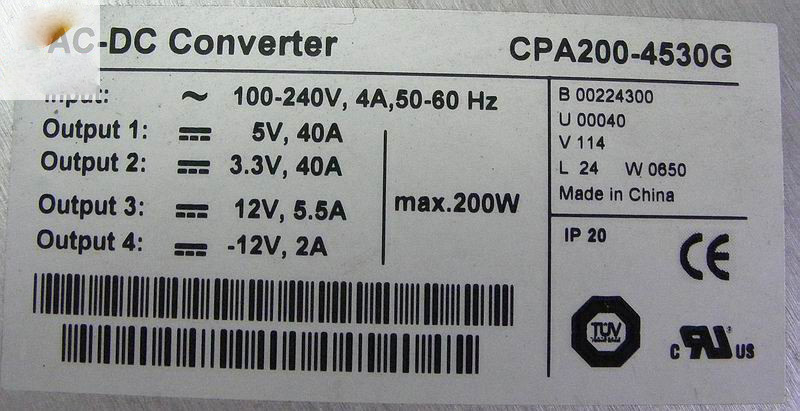 AC-DC Converter
CPA200-4530G
Input: ~ 100-240V, 4A,50-60 Hz
Output 1: 5V, 40A
Output 2: 3.3V, 40A
Output 3: 12V, 5.5A
Output 4: -12V, 2A
max.200W
B 00224300
U 00040
V 114
L 24 W 0650
Made in China
IP 20
CE
TÜV
c RU US